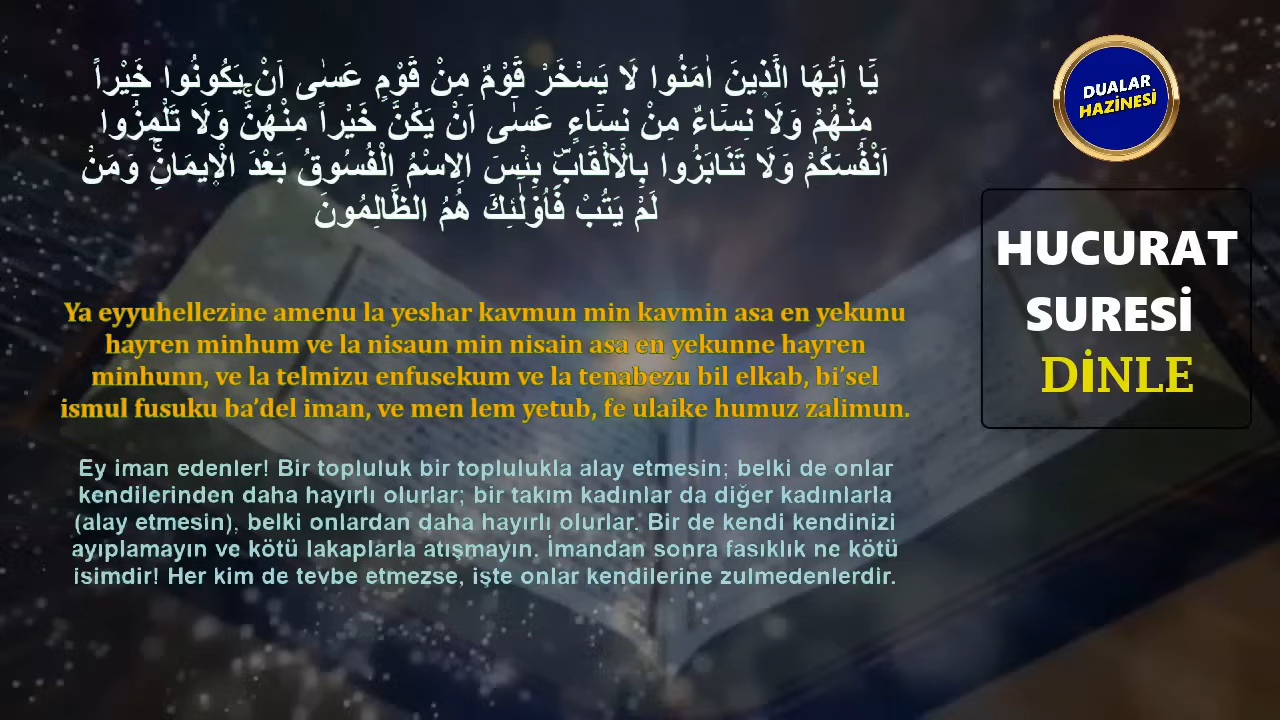 يَٓا اَيُّهَا الَّذٖينَ اٰمَنُوا لَا يَسْخَرْ قَوْمٌ مِنْ قَوْمٍ عَسٰى اَنْ يَكُونُوا خَيْراً
مِنْهُمْ وَلَا نِسَٓاءٌ مِنْ نِسَٓاءٍ عَسٰٓى اَنْ يَكُنَّ خَيْراً مِنْهُنَّۚ وَلَا تَلْمِزُٓوا
اَنْفُسَكُمْ وَلَا تَنَابَزُوا بِالْاَلْقَابِؕ بِئْسَ الِاسْمُ الْفُسُوقُ بَعْدَ الْاٖيمَانِۚ وَمَنْ
لَمْ يَتُبْ فَاُو۬لٰٓئِكَ هُمُ الظَّالِمُونَ
Ya eyyuhellezine amenu la yeshar kavmun min kavmin asa en yekunu
hayren minhum ve la nisaun min nisain asa en yekunne hayren
minhunn, ve la telmizu enfusekum ve la tenabezu bil elkab, bi’sel
ismul fusuku ba’del iman, ve men lem yetub, fe ulaike humuz zalimun.
Ey iman edenler! Bir topluluk bir toplulukla alay etmesin; belki de onlar
kendilerinden daha hayırlı olurlar; bir takım kadınlar da diğer kadınlarla
(alay etmesin), belki onlardan daha hayırlı olurlar. Bir de kendi kendinizi
ayıplamayın ve kötü lakaplarla atışmayın. İmandan sonra fasıklık ne kötü
isimdir! Her kim de tevbe etmezse, işte onlar kendilerine zulmedenlerdir.
DUALAR
HAZİNESİ
HUCURAT
SURESİ
DİNLE